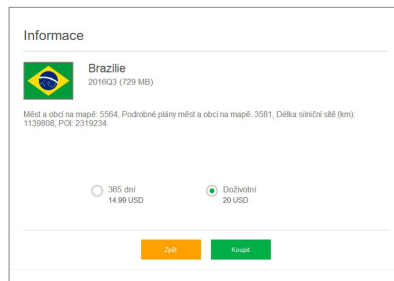 Informace
Brazílie
2016Q3 (729 MB)
Měst a obcí na mapě: 5564, Podrobné plány měst a obcí na mapě: 3581, Délka silniční sítě (km):
1139808, POI: 2319234.
365 dní
14.99 USD
Doživotní
20 USD
Zpět
Koupit